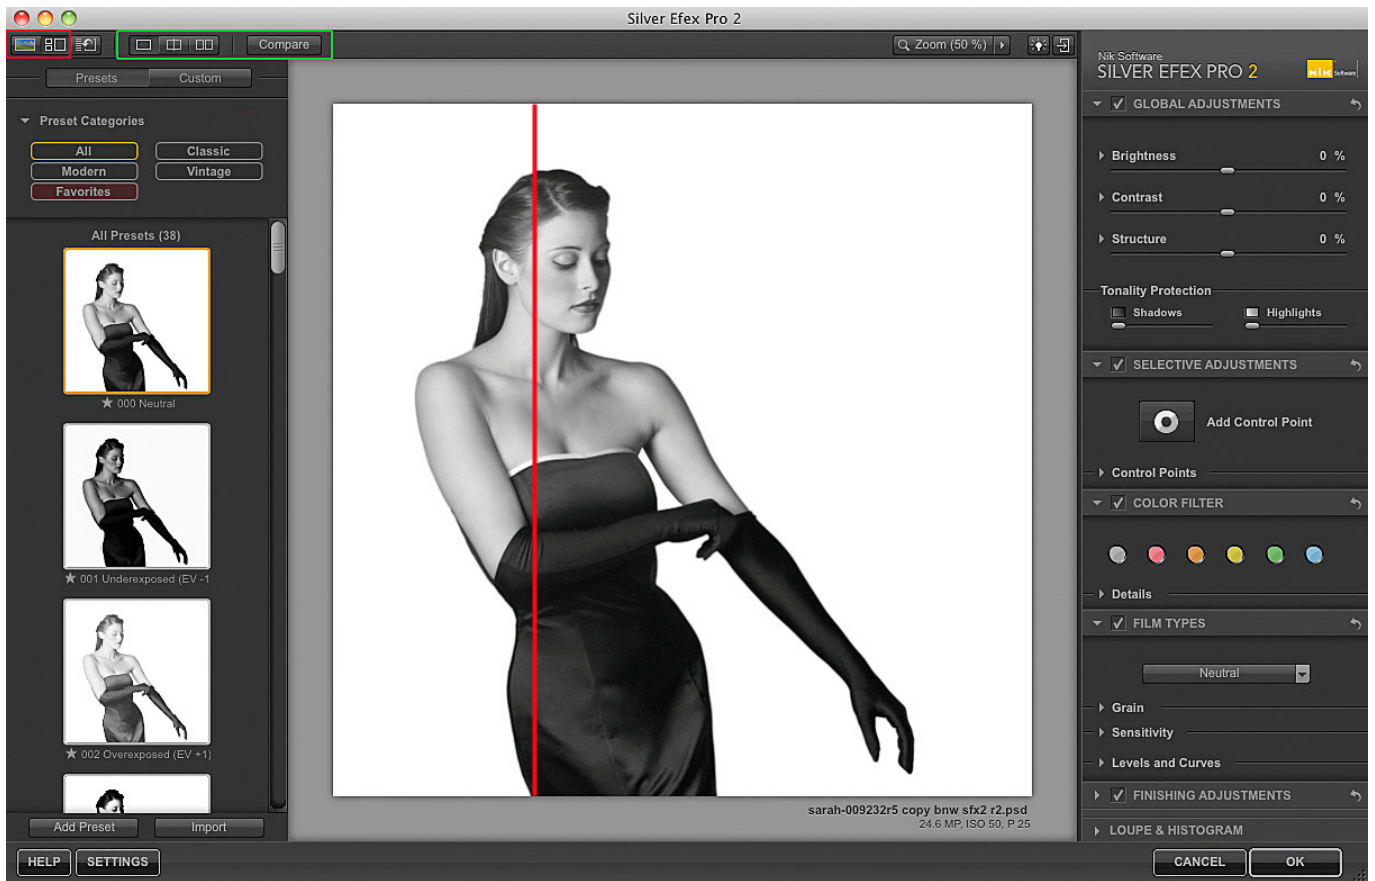 Silver Efex Pro 2
Compare
Zoom (50 %)
Presets
Custom
Preset Categories
All
Classic
Modern
Vintage
Favorites
All Presets (38)
★ 000 Neutral
★ 001 Underexposed (EV -1
★ 002 Overexposed (EV +1)
Add Preset
Import
HELP
SETTINGS
sarah-009232r5 copy bnw sfx2 r2.psd
24.6 MP, ISO 50, P 25
Nik Software
SILVER EFEX PRO 2
Nik Software
GLOBAL ADJUSTMENTS
Brightness 0 %
Contrast 0 %
Structure 0 %
Tonality Protection
Shadows
Highlights
SELECTIVE ADJUSTMENTS
Add Control Point
Control Points
COLOR FILTER
Details
FILM TYPES
Neutral
Grain
Sensitivity
Levels and Curves
FINISHING ADJUSTMENTS
LOUPE & HISTOGRAM
CANCEL
OK